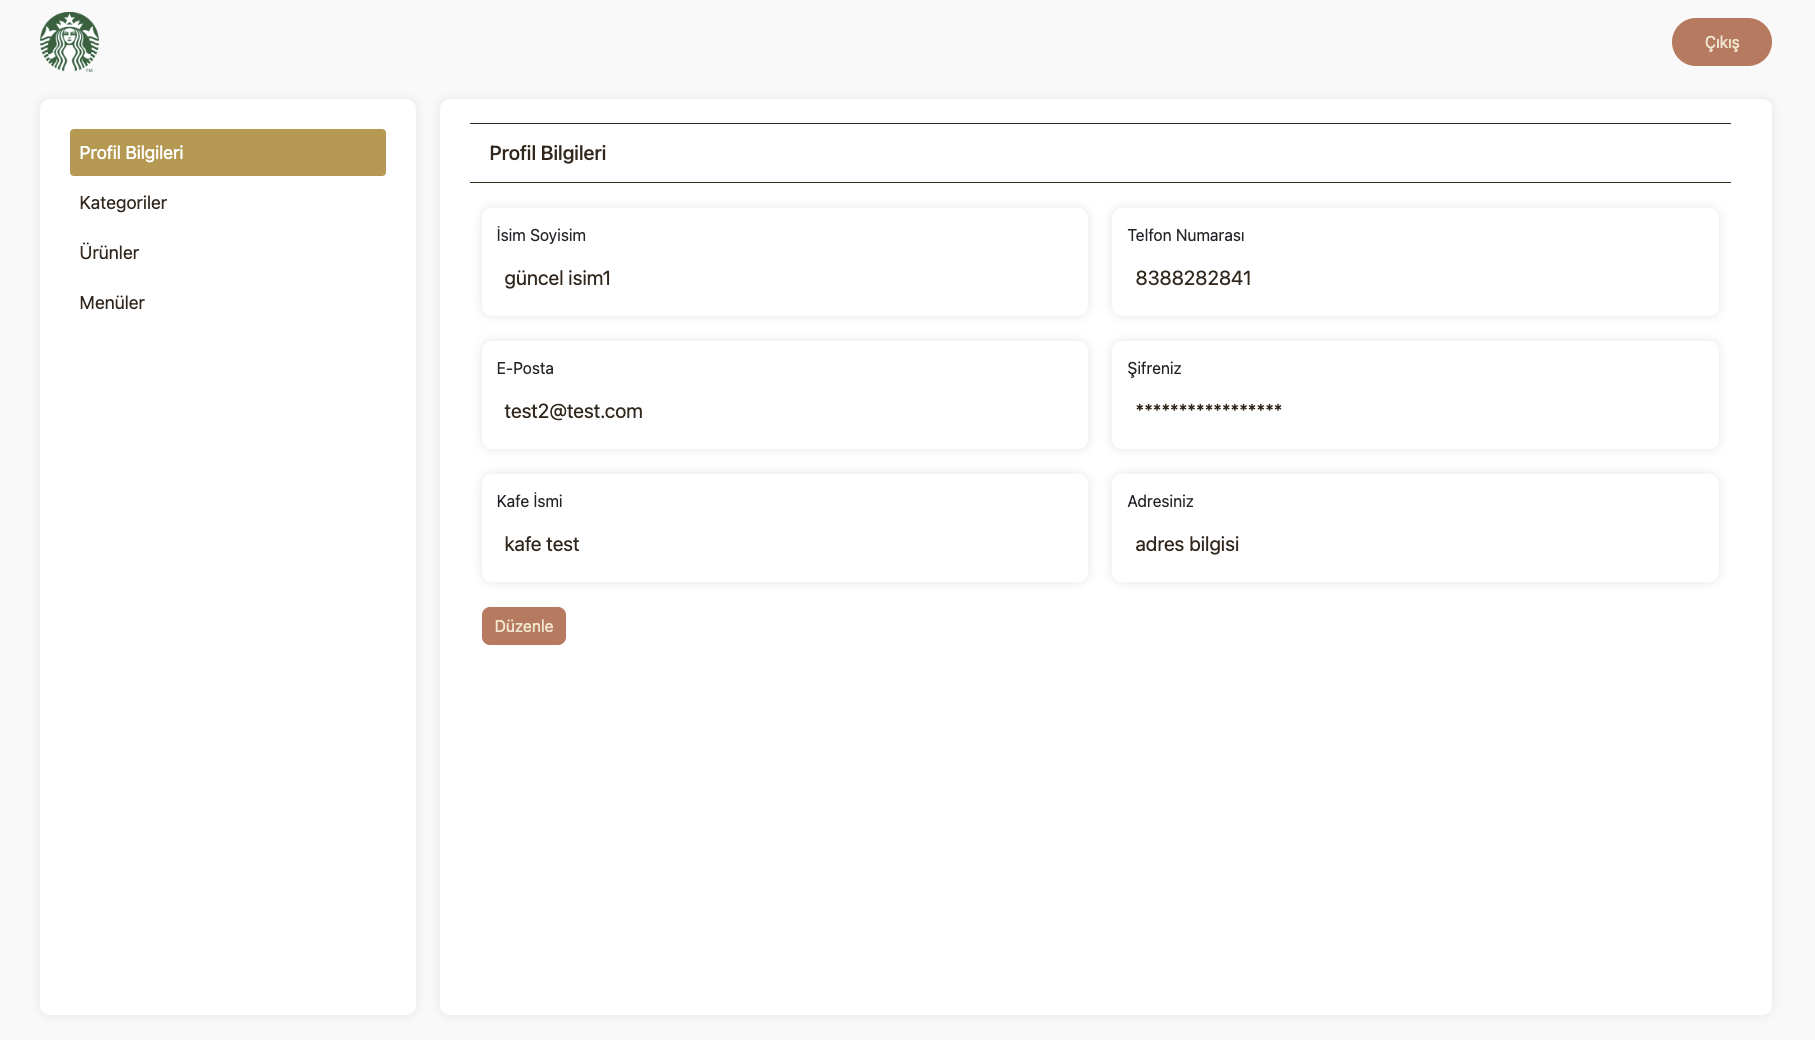 Çıkış
Profil Bilgileri
Kategoriler
Ürünler
Menüler
Profil Bilgileri
İsim Soyisim
güncel isim1
Telfon Numarası
8388282841
E-Posta
test2@test.com
Şifreniz
*****************
Kafe İsmi
kafe test
Adresiniz
adres bilgisi
Düzenle